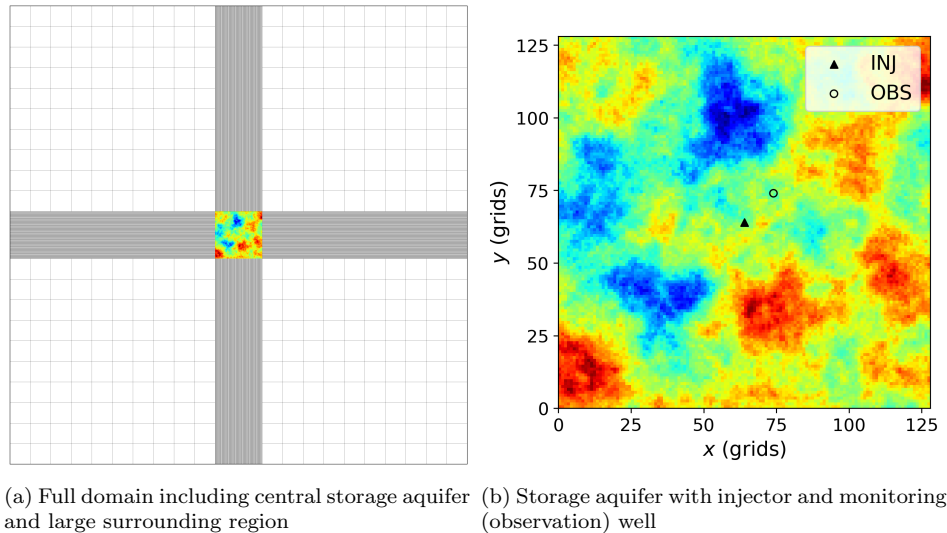 125
100
75
50
25
0
y (grids)
0 25 50 75 100 125
x (grids)
INJ
OBS
(a) Full domain including central storage aquifer
and large surrounding region
(b) Storage aquifer with injector and monitoring
(observation) well